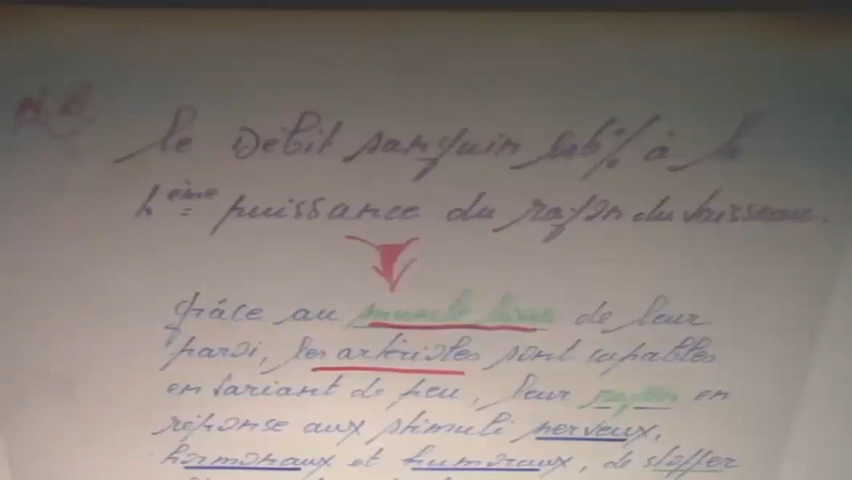 N.B
le Débit sanguin est % à la
4ème puissance du rayon du vaisseau.
grâce au muscle lisse de leur
paroi, les artérioles sont capables
en variant de peu, leur rayon en
réponse aux stimuli nerveux,
hormonaux et humoraux, de